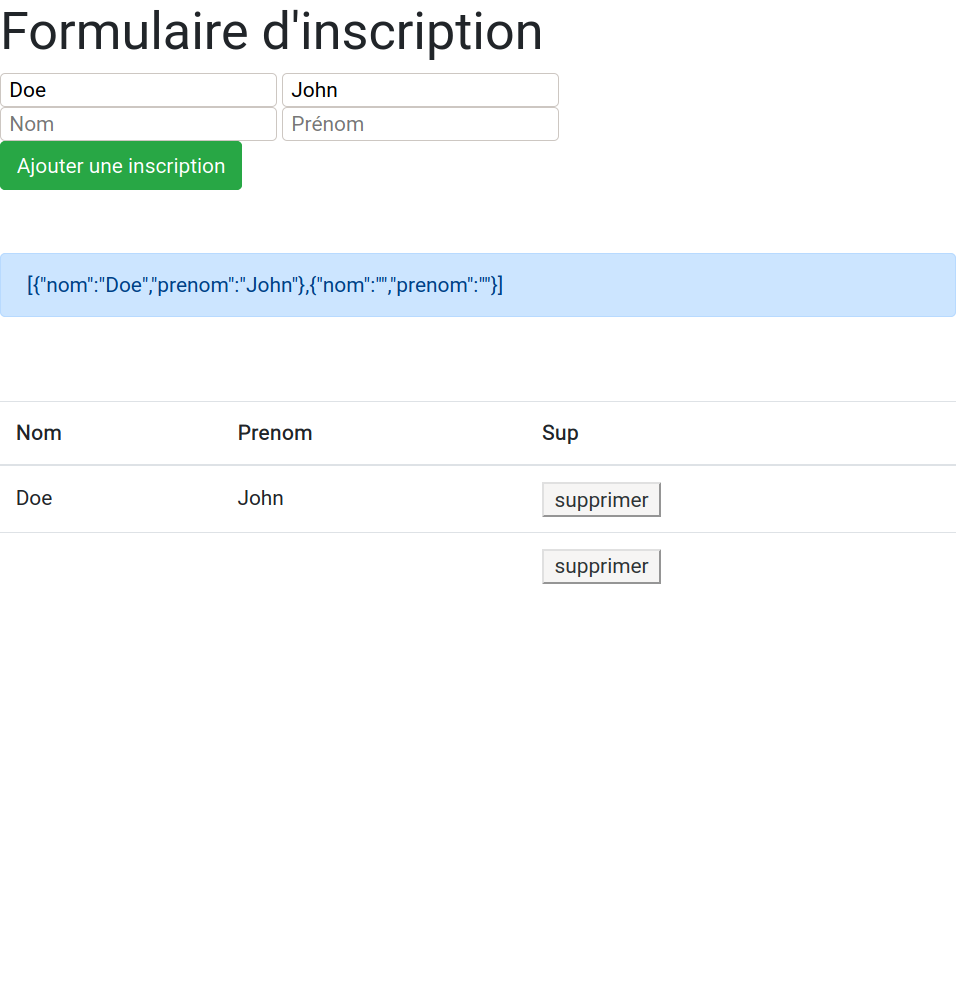 Formulaire d'inscription
Doe John
Nom Prénom
Ajouter une inscription
[{"nom":"Doe","prenom":"John"},{"nom":"","prenom":""}]
Nom Prenom Sup
Doe John supprimer
supprimer